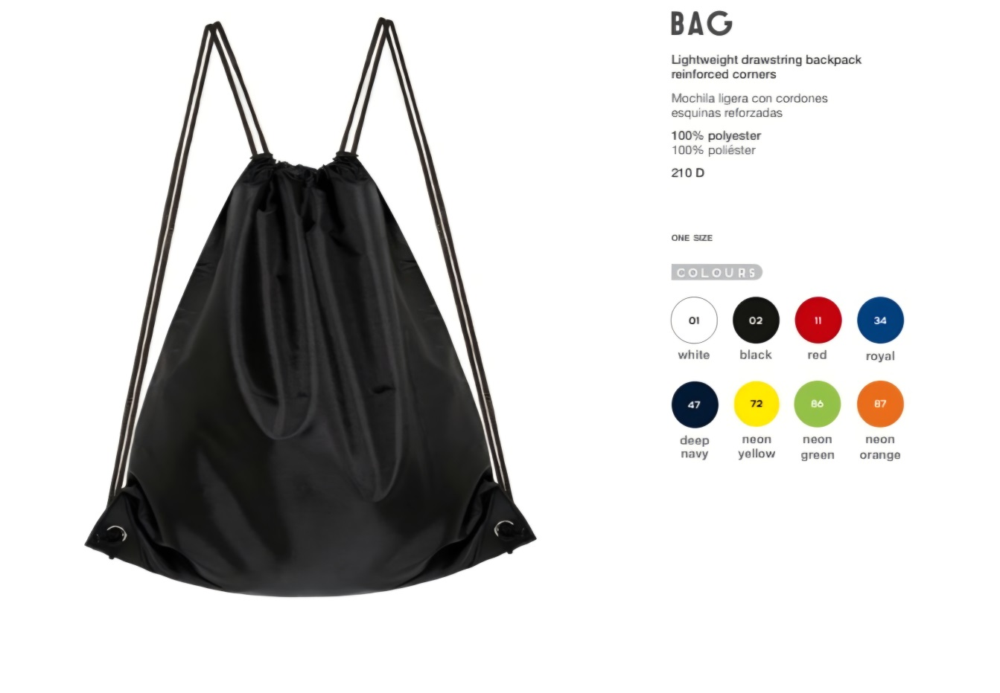 BAG
Lightweight drawstring backpack
reinforced corners
Mochila ligera con cordones
esquinas reforzadas
100% polyester
100% poliéster
210 D
ONE SIZE
COLOURS
01 02 11 34
white black red royal
47 72 86 87
deep neon neon neon
navy yellow green orange